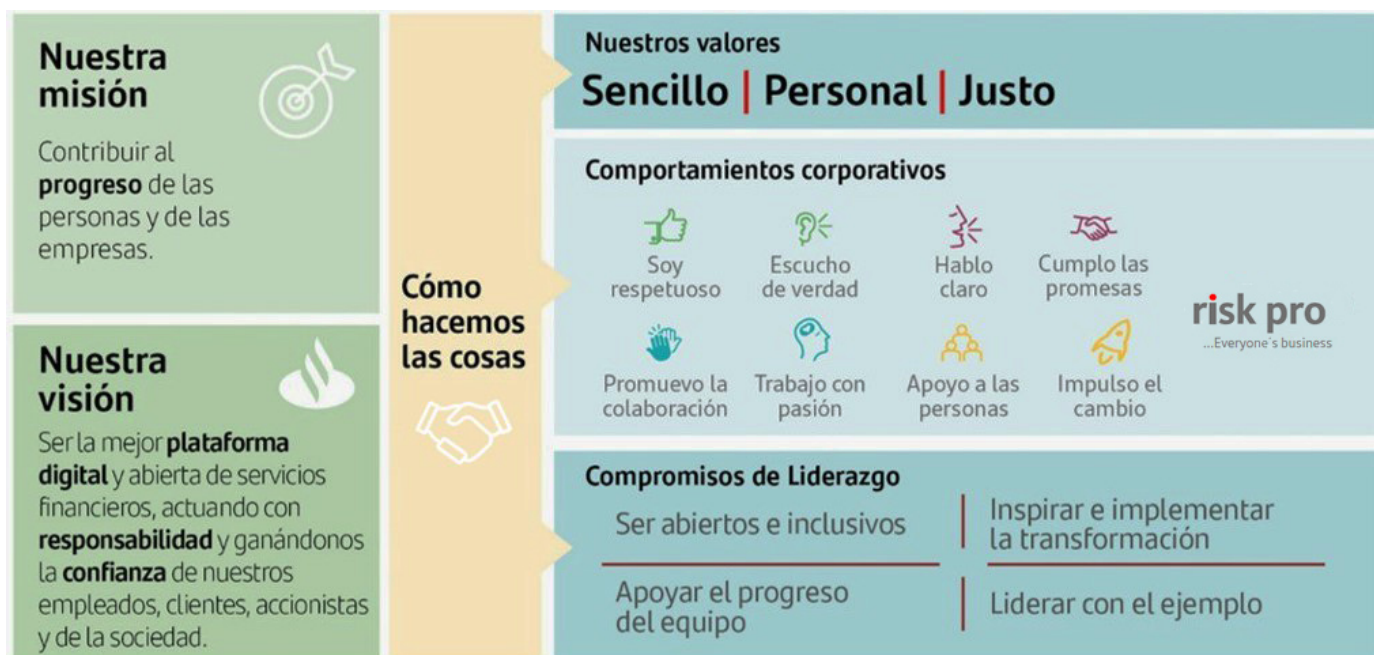 Nuestra
misión
Contribuir al
progreso de las
personas y de las
empresas.
Nuestra
visión
Ser la mejor plataforma
digital y abierta de servicios
financieros, actuando con
responsabilidad y ganándonos
la confianza de nuestros
empleados, clientes, accionistas
y de la sociedad.
Cómo
hacemos
las cosas
Nuestros valores
Sencillo | Personal | Justo
Comportamientos corporativos
Soy
respetuoso
Escucho
de verdad
Hablo
claro
Cumplo las
promesas
Promuevo la
colaboración
Trabajo con
pasión
Apoyo a las
personas
Impulso el
cambio
risk pro
...Everyone´s business
Compromisos de Liderazgo
Ser abiertos e inclusivos
Inspirar e implementar
la transformación
Apoyar el progreso
del equipo
Liderar con el ejemplo